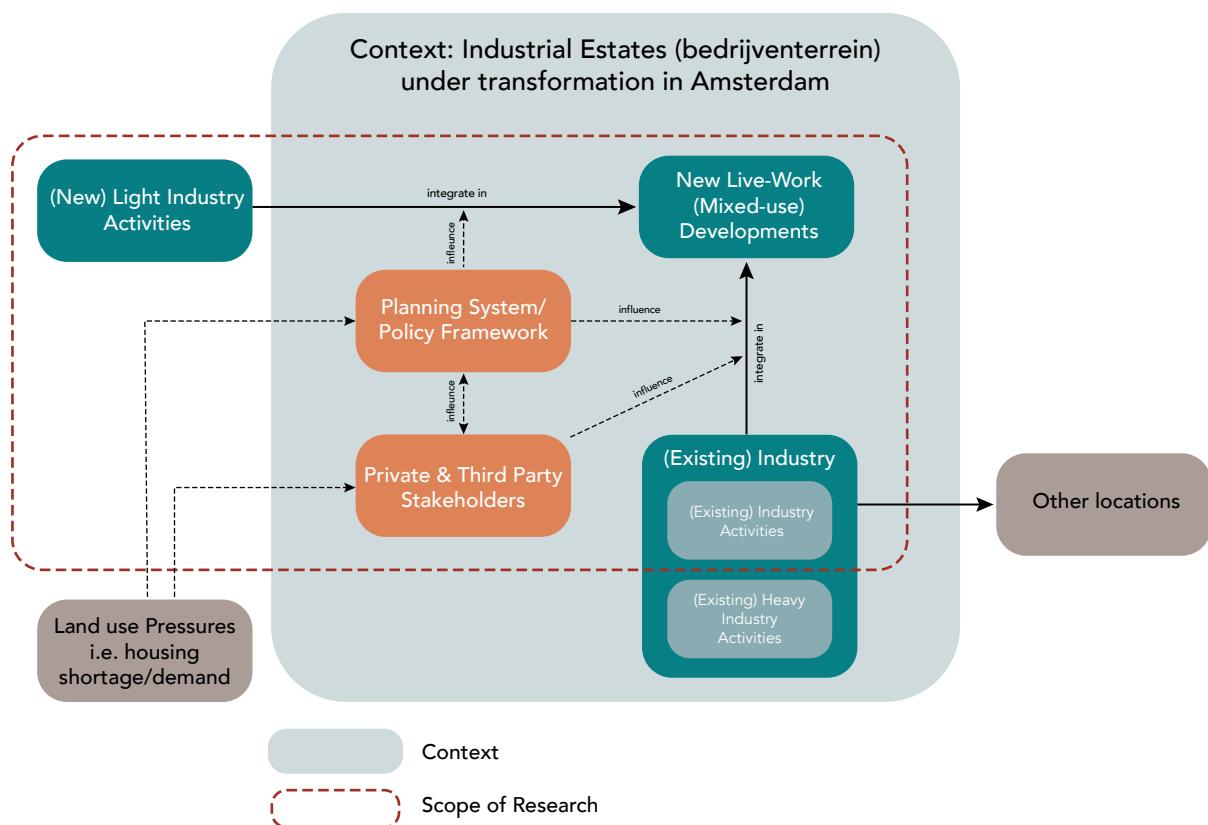 Context: Industrial Estates (bedrijventerrein)
under transformation in Amsterdam
(New) Light Industry
Activities
integrate in
New Live-Work
(Mixed-use)
Developments
infleunce
Planning System/
Policy Framework
influence
integrate in
influence
infleunce
Private & Third Party
Stakeholders
(Existing) Industry
(Existing) Industry
Activities
(Existing) Heavy
Industry
Activities
Other locations
Land use Pressures
i.e. housing
shortage/demand
Context
Scope of Research